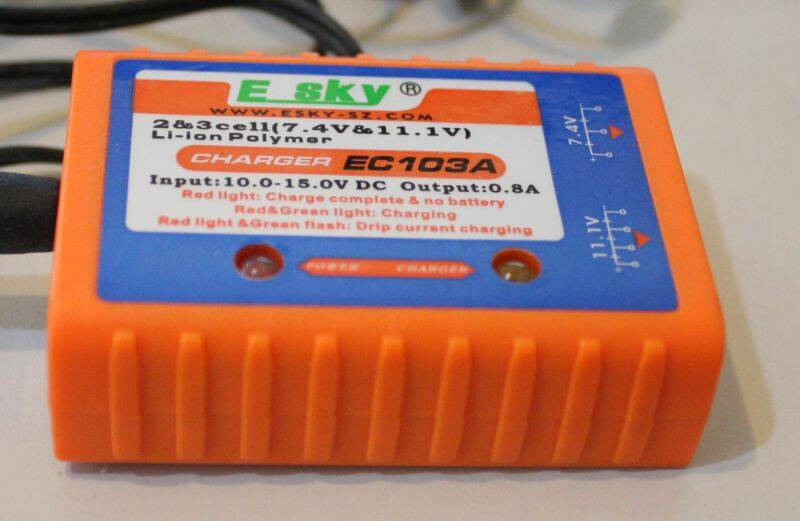 E_sky®
WWW.ESKY-SZ.COM
2&3cell(7.4V&11.1V)
Li-ion Polymer
CHARGER EC103A
Input:10.0-15.0V DC Output:0.8A
Red light: Charge complete & no battery
Red&Green light: Charging
Red light &Green flash: Drip current charging
POWER CHARGER
7.4V
11.1V